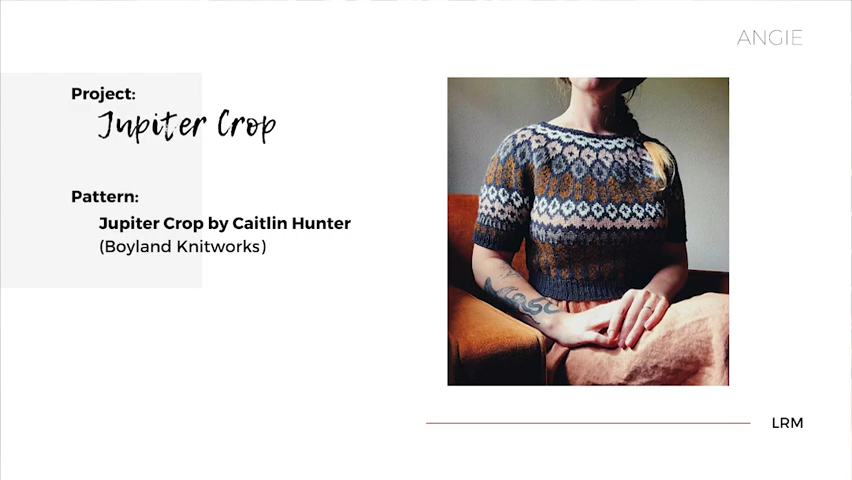 ANGIE
Project:
Jupiter Crop
Pattern:
Jupiter Crop by Caitlin Hunter
(Boyland Knitworks)
LRM